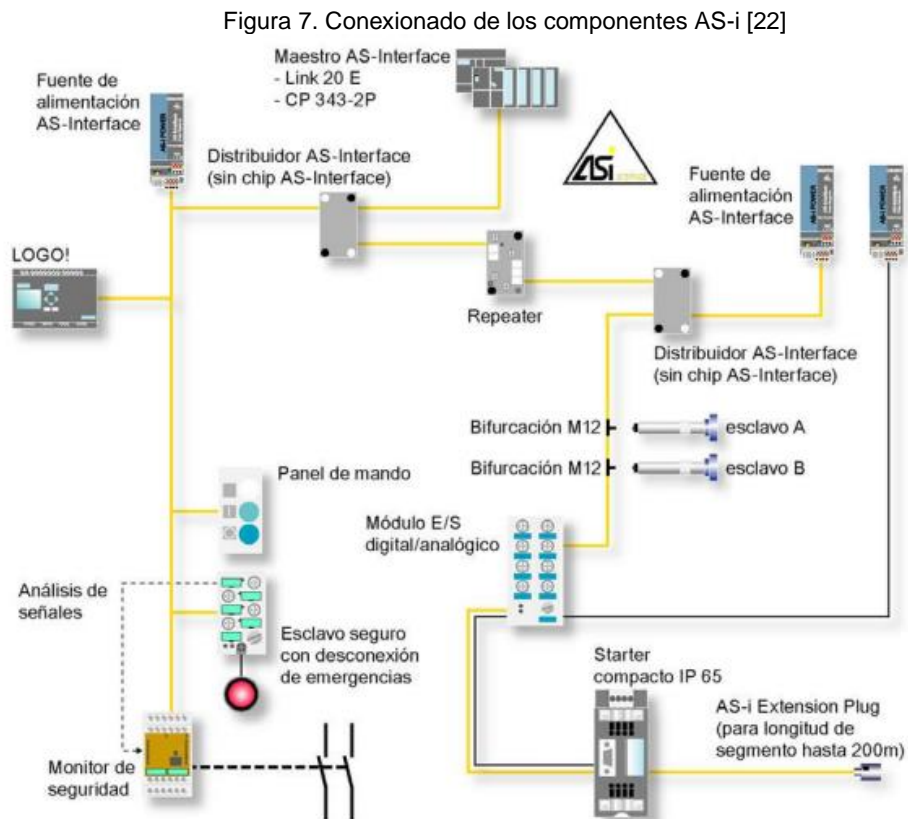 Figura 7. Conexionado de los componentes AS-i [22]
Maestro AS-Interface
- Link 20 E
- CP 343-2P
Fuente de
alimentación
AS-Interface
Distribuidor AS-Interface
(sin chip AS-Interface)
ASi
Fuente de
alimentación
AS-Interface
LOGO!
Repeater
Distribuidor AS-Interface
(sin chip AS-Interface)
Bifurcación M12
esclavo A
Bifurcación M12
esclavo B
Panel de mando
Módulo E/S
digital/analógico
Análisis de
señales
Esclavo seguro
con desconexión
de emergencias
Starter
compacto IP 65
AS-i Extension Plug
(para longitud de
segmento hasta 200m)
Monitor de
seguridad